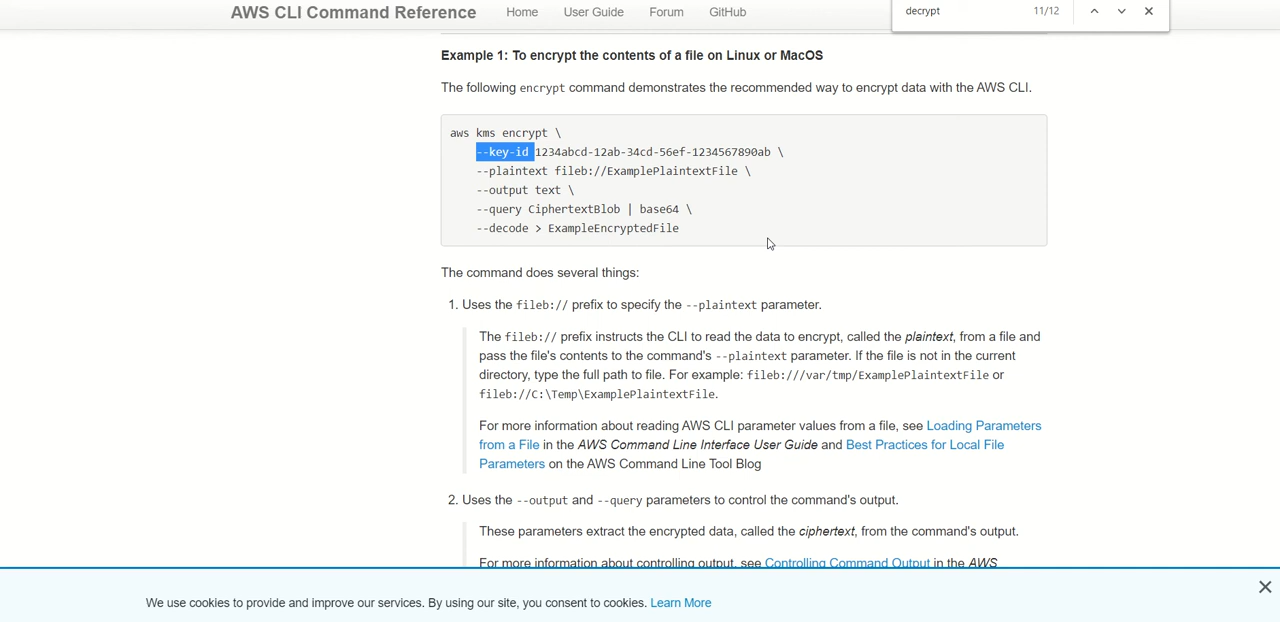 AWS CLI Command Reference Home User Guide Forum GitHub
decrypt 11/12
Example 1: To encrypt the contents of a file on Linux or MacOS
The following encrypt command demonstrates the recommended way to encrypt data with the AWS CLI.
aws kms encrypt \
--key-id 1234abcd-12ab-34cd-56ef-1234567890ab \
--plaintext fileb://ExamplePlaintextFile \
--output text \
--query CiphertextBlob | base64 \
--decode > ExampleEncryptedFile
The command does several things:
1. Uses the fileb:// prefix to specify the --plaintext parameter.
The fileb:// prefix instructs the CLI to read the data to encrypt, called the plaintext, from a file and
pass the file's contents to the command's --plaintext parameter. If the file is not in the current
directory, type the full path to file. For example: fileb:///var/tmp/ExamplePlaintextFile or
fileb://C:\Temp\ExamplePlaintextFile.
For more information about reading AWS CLI parameter values from a file, see Loading Parameters
from a File in the AWS Command Line Interface User Guide and Best Practices for Local File
Parameters on the AWS Command Line Tool Blog
2. Uses the --output and --query parameters to control the command's output.
These parameters extract the encrypted data, called the ciphertext, from the command's output.
For more information about controlling output, see Controlling Command Output in the AWS
We use cookies to provide and improve our services. By using our site, you consent to cookies. Learn More